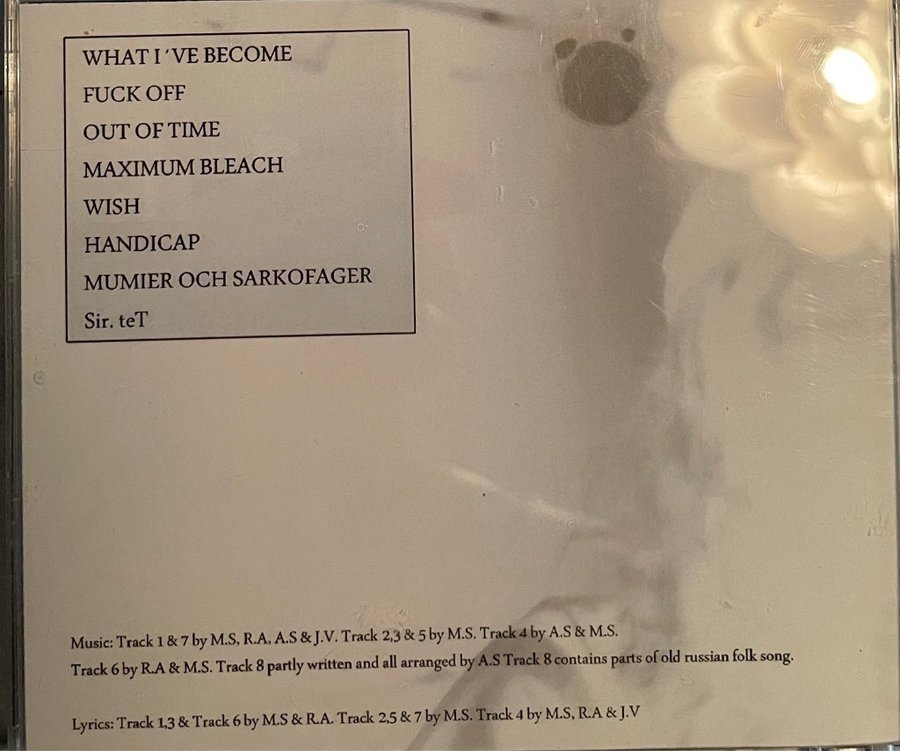 WHAT I ´VE BECOME
FUCK OFF
OUT OF TIME
MAXIMUM BLEACH
WISH
HANDICAP
MUMIER OCH SARKOFAGER
Sir. teT
Music: Track 1 & 7 by M.S, R.A, A.S & J.V. Track 2,3 & 5 by M.S. Track 4 by A.S & M.S.
Track 6 by R.A & M.S. Track 8 partly written and all arranged by A.S Track 8 contains parts of old russian folk song.
Lyrics: Track 1,3 & Track 6 by M.S & R.A. Track 2,5 & 7 by M.S. Track 4 by M.S, R.A & J.V